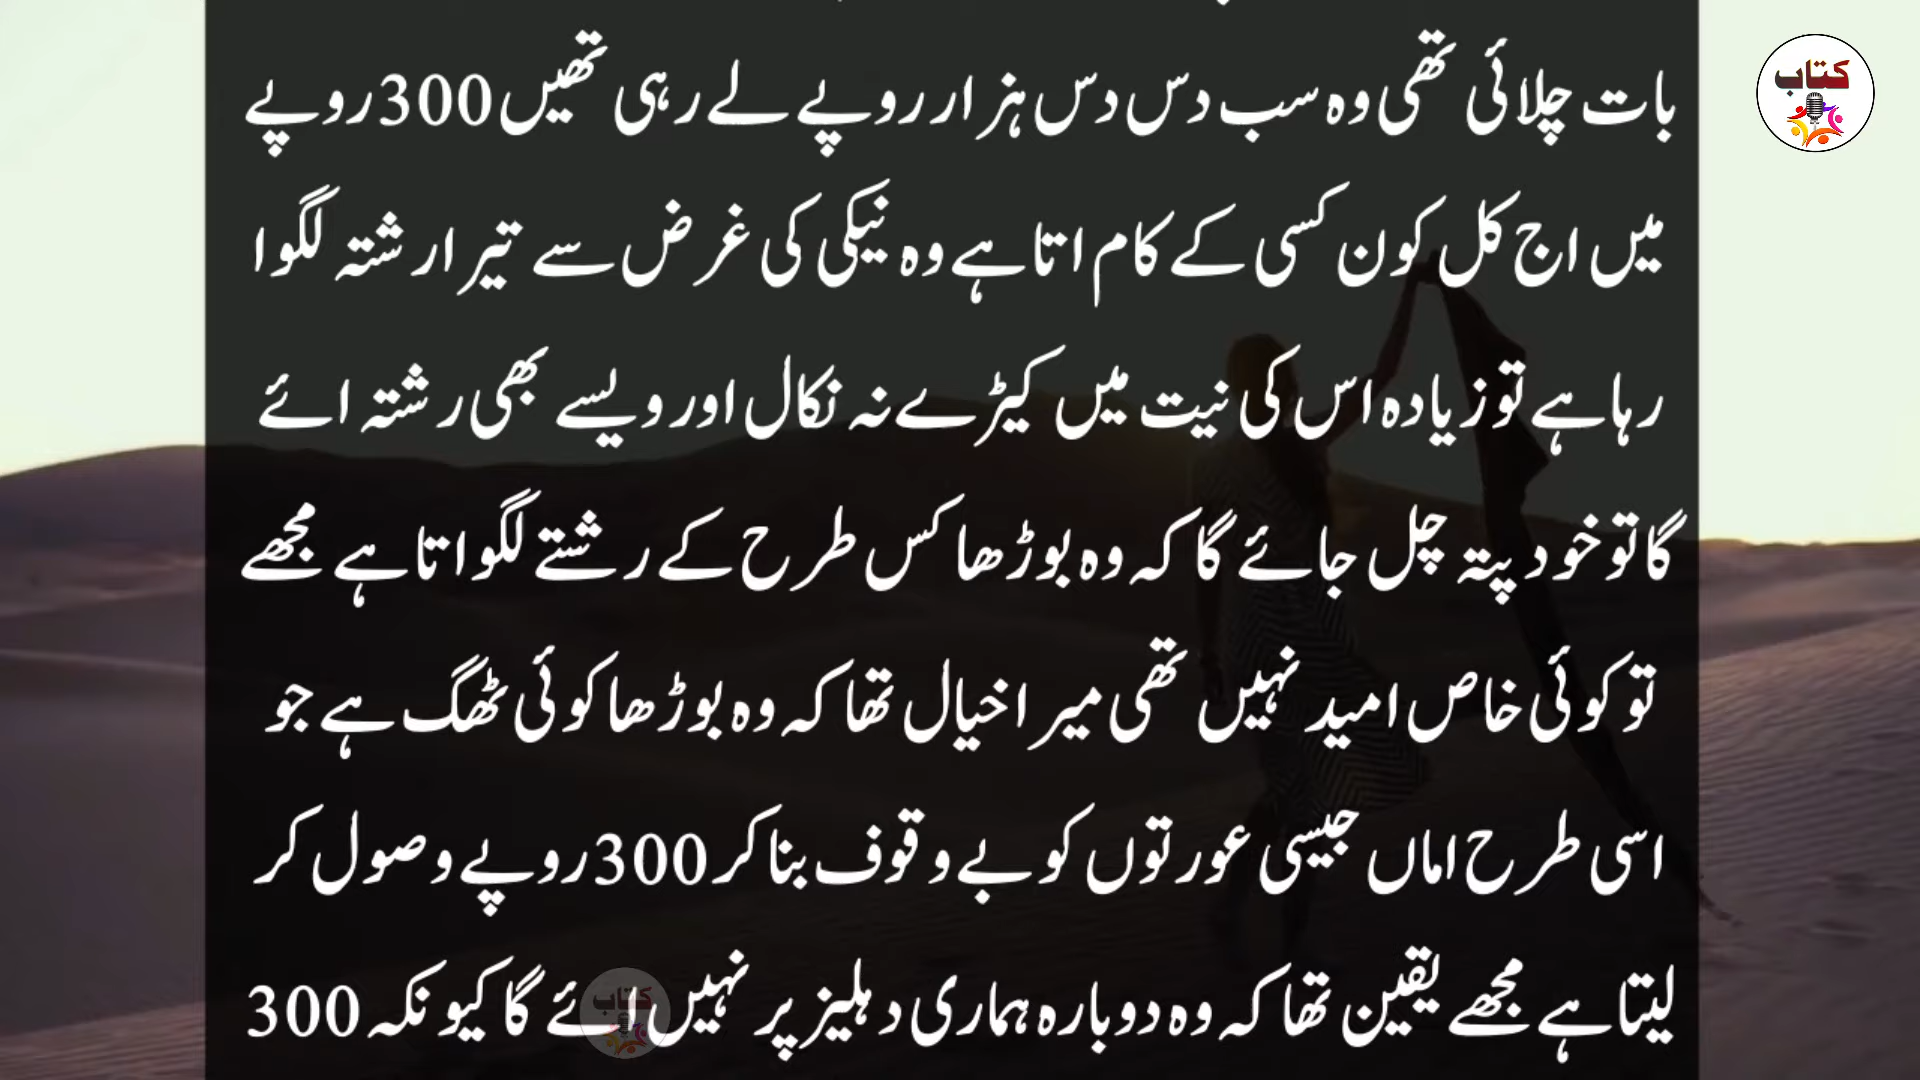 کتاب
بات چلائی تھی وہ سب دس دس ہزار روپے لے رہی تھیں 300 روپے
میں اج کل کون کسی کے کام اتا ہے وہ نیکی کی غرض سے تیرا رشتہ لگوا
رہا ہے تو زیادہ اس کی نیت میں کیڑے نہ نکال اور ویسے بھی رشتہ ائے
گا تو خود پتہ چل جائے گا کہ وہ بوڑھا کس طرح کے رشتے لگواتا ہے مجھے
تو کوئی خاص امید نہیں تھی میرا خیال تھا کہ وہ بوڑھا کوئی ٹھگ ہے جو
اسی طرح اماں جیسی عورتوں کو بے وقوف بنا کر 300 روپے وصول کر
لیتا ہے مجھے یقین تھا کہ وہ دوبارہ ہماری دہلیز پر نہیں ائے گا کیونکہ 300
کتاب